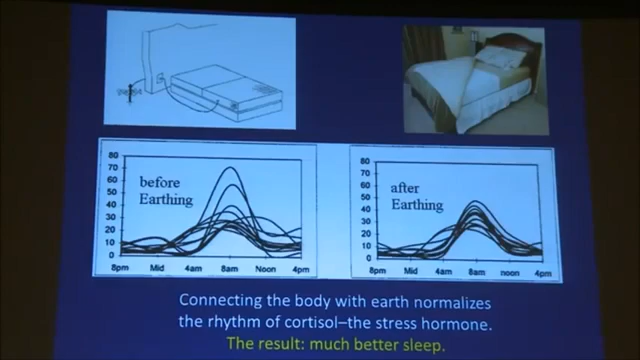 before
Earthing
80
70
60
50
40
30
20
10
0
8pm Mid 4am 8am Noon 4pm
after
Earthing
80
70
60
50
40
30
20
10
0
8pm Mid 4am 8am noon 4pm
Connecting the body with earth normalizes
the rhythm of cortisol–the stress hormone.
The result: much better sleep.